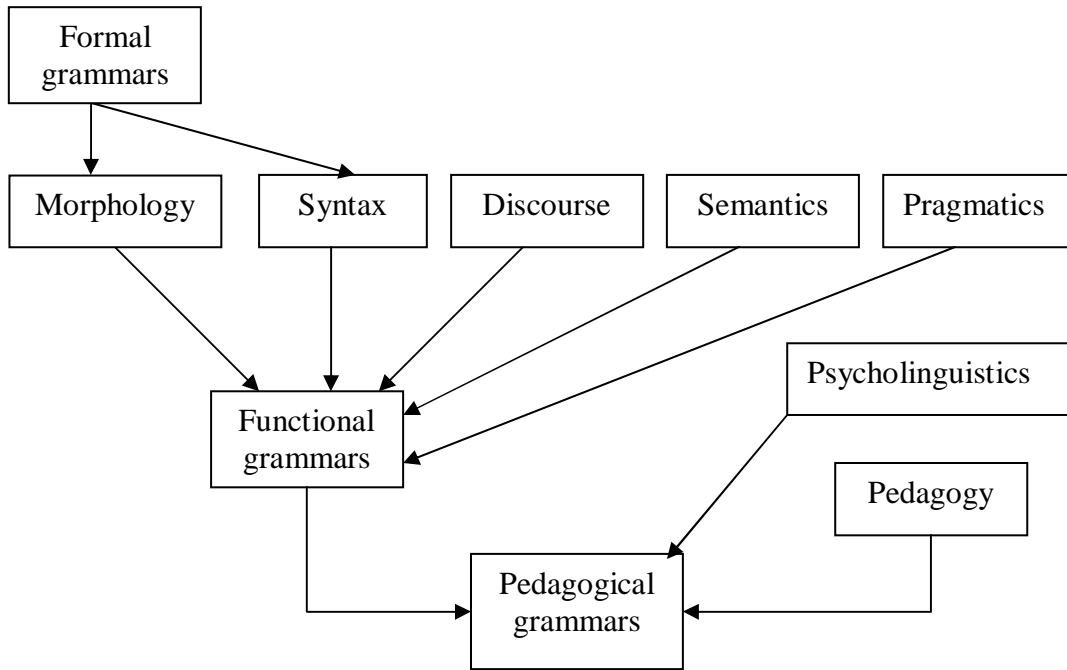 Formal
grammars
Morphology
Syntax
Discourse
Semantics
Pragmatics
Psycholinguistics
Functional
grammars
Pedagogy
Pedagogical
grammars